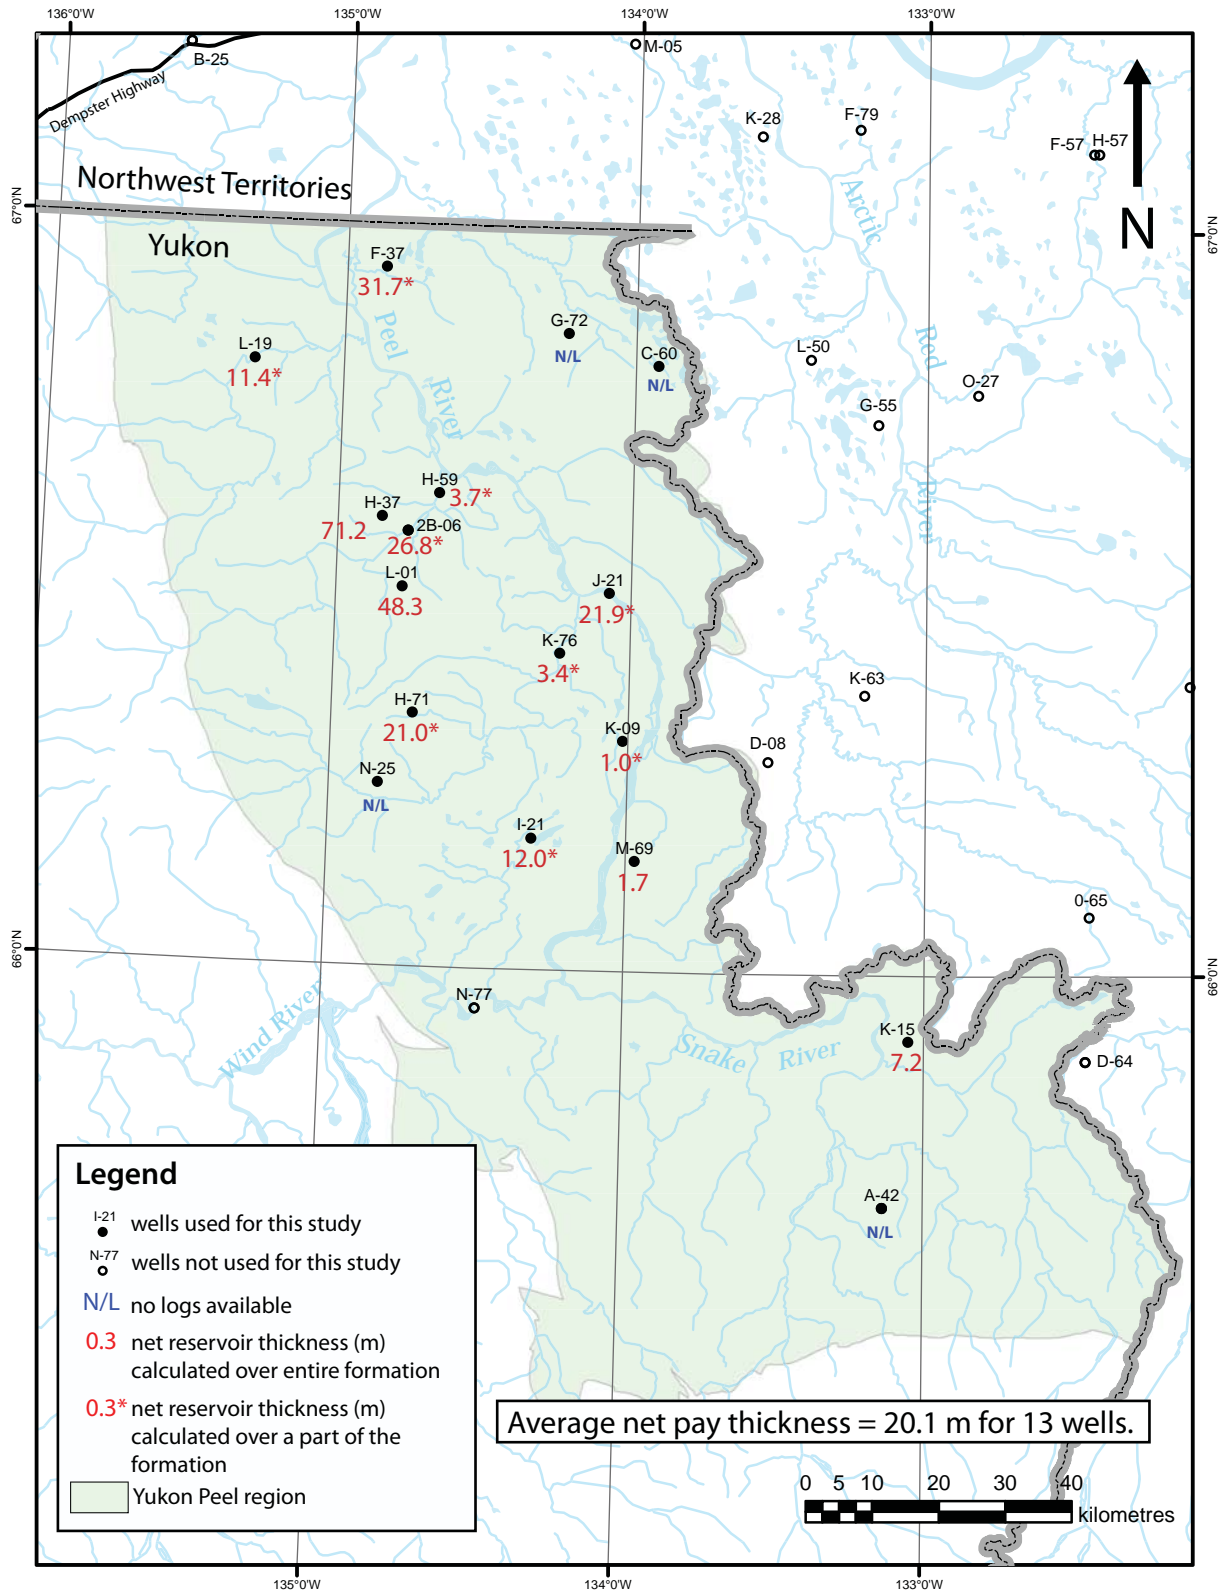 136°0'W
135°0'W
134°0'W
133°0'W
B-25
M-05
Dempster Highway
K-28
F-79
F-57
H-57
Northwest Territories
67°0'N
67°0'N
N
Yukon
Arctic
F-37
31.7*
Peel
G-72
N/L
L-19
11.4*
C-60
N/L
L-50
Red
O-27
G-55
River
H-59
3.7*
H-37
71.2
2B-06
26.8*
River
L-01
48.3
J-21
21.9*
K-76
3.4*
K-63
H-71
21.0*
K-09
1.0*
D-08
N-25
N/L
I-21
12.0*
M-69
1.7
0-65
66°0'N
66°0'N
N-77
Wind River
Snake River
K-15
7.2
D-64
A-42
N/L
Legend
I-21
wells used for this study
N-77
wells not used for this study
N/L no logs available
0.3 net reservoir thickness (m)
calculated over entire formation
0.3* net reservoir thickness (m)
calculated over a part of the
formation
Yukon Peel region
Average net pay thickness = 20.1 m for 13 wells.
0 5 10 20 30 40
kilometres
135°0'W
134°0'W
133°0'W